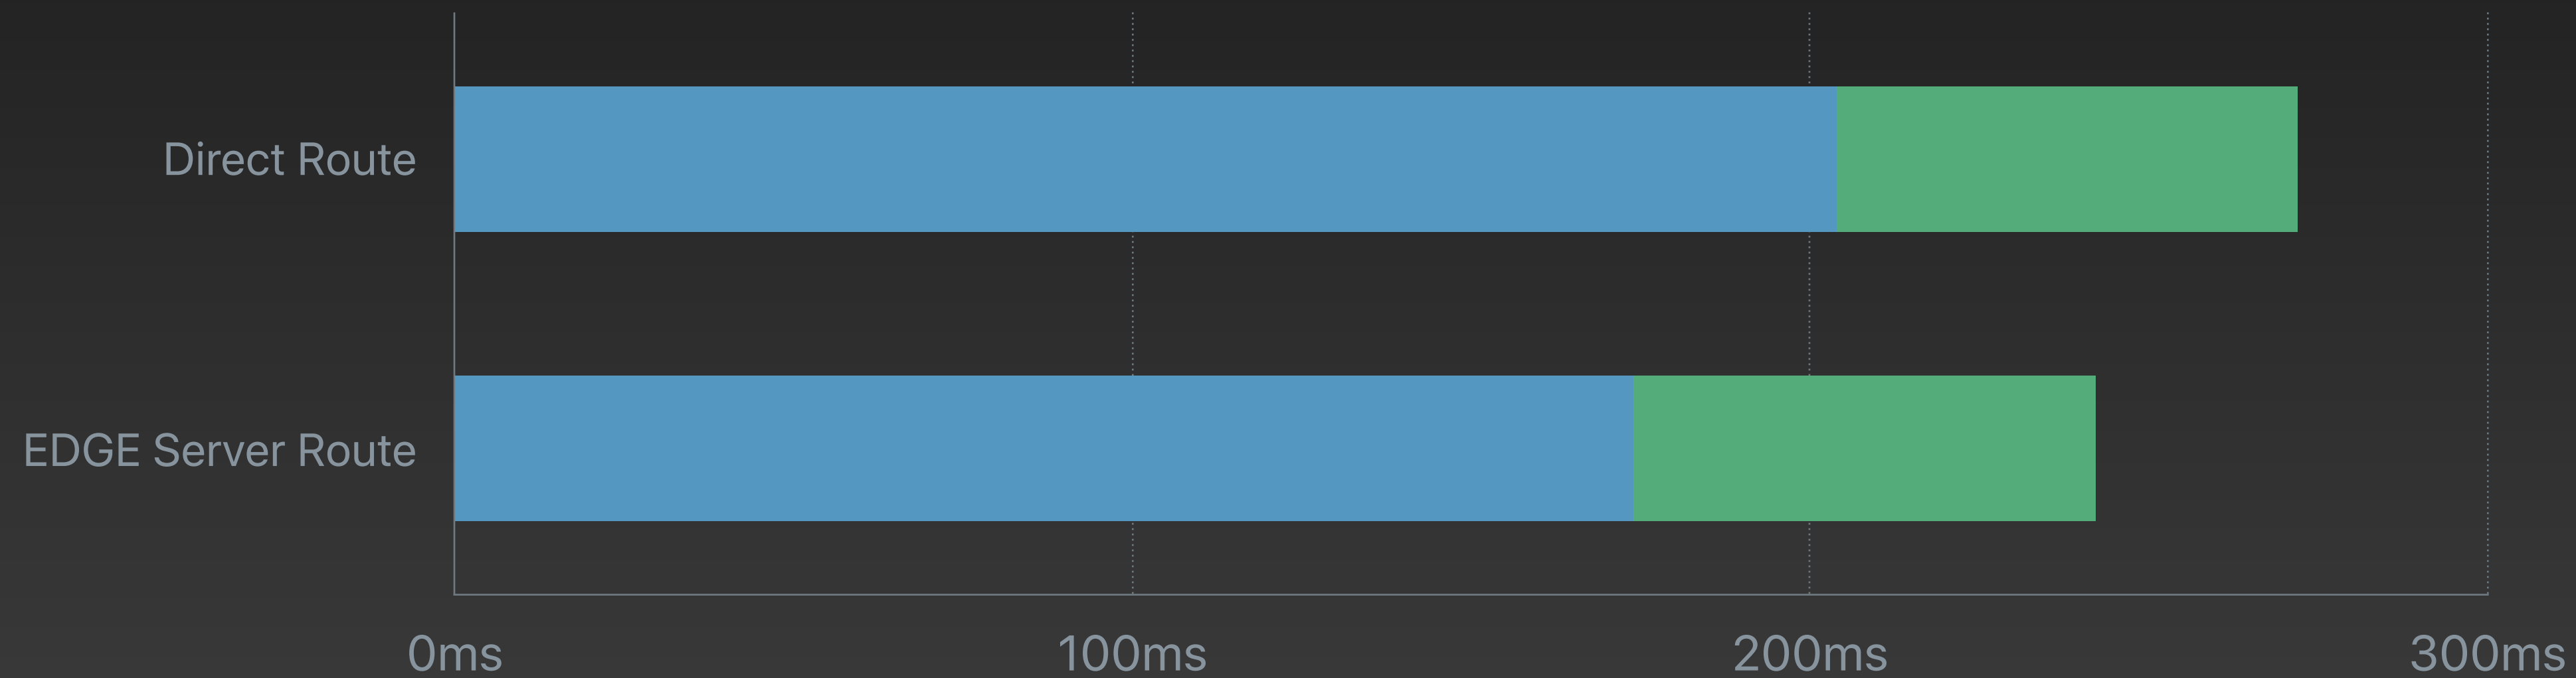 Direct Route
EDGE Server Route
0ms
100ms
200ms
300ms